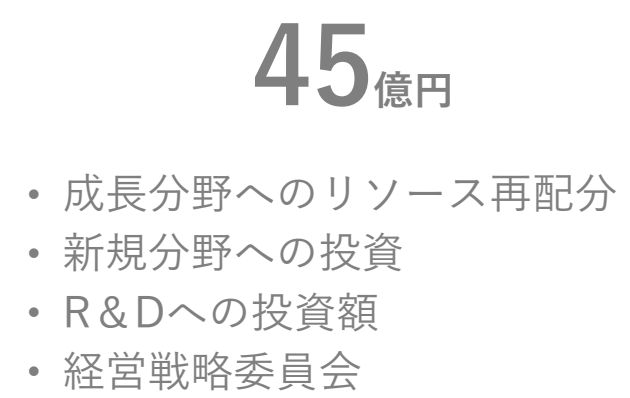 45億円
• 成長分野へのリソース再配分
• 新規分野への投資
• R＆Dへの投資額
• 経営戦略委員会